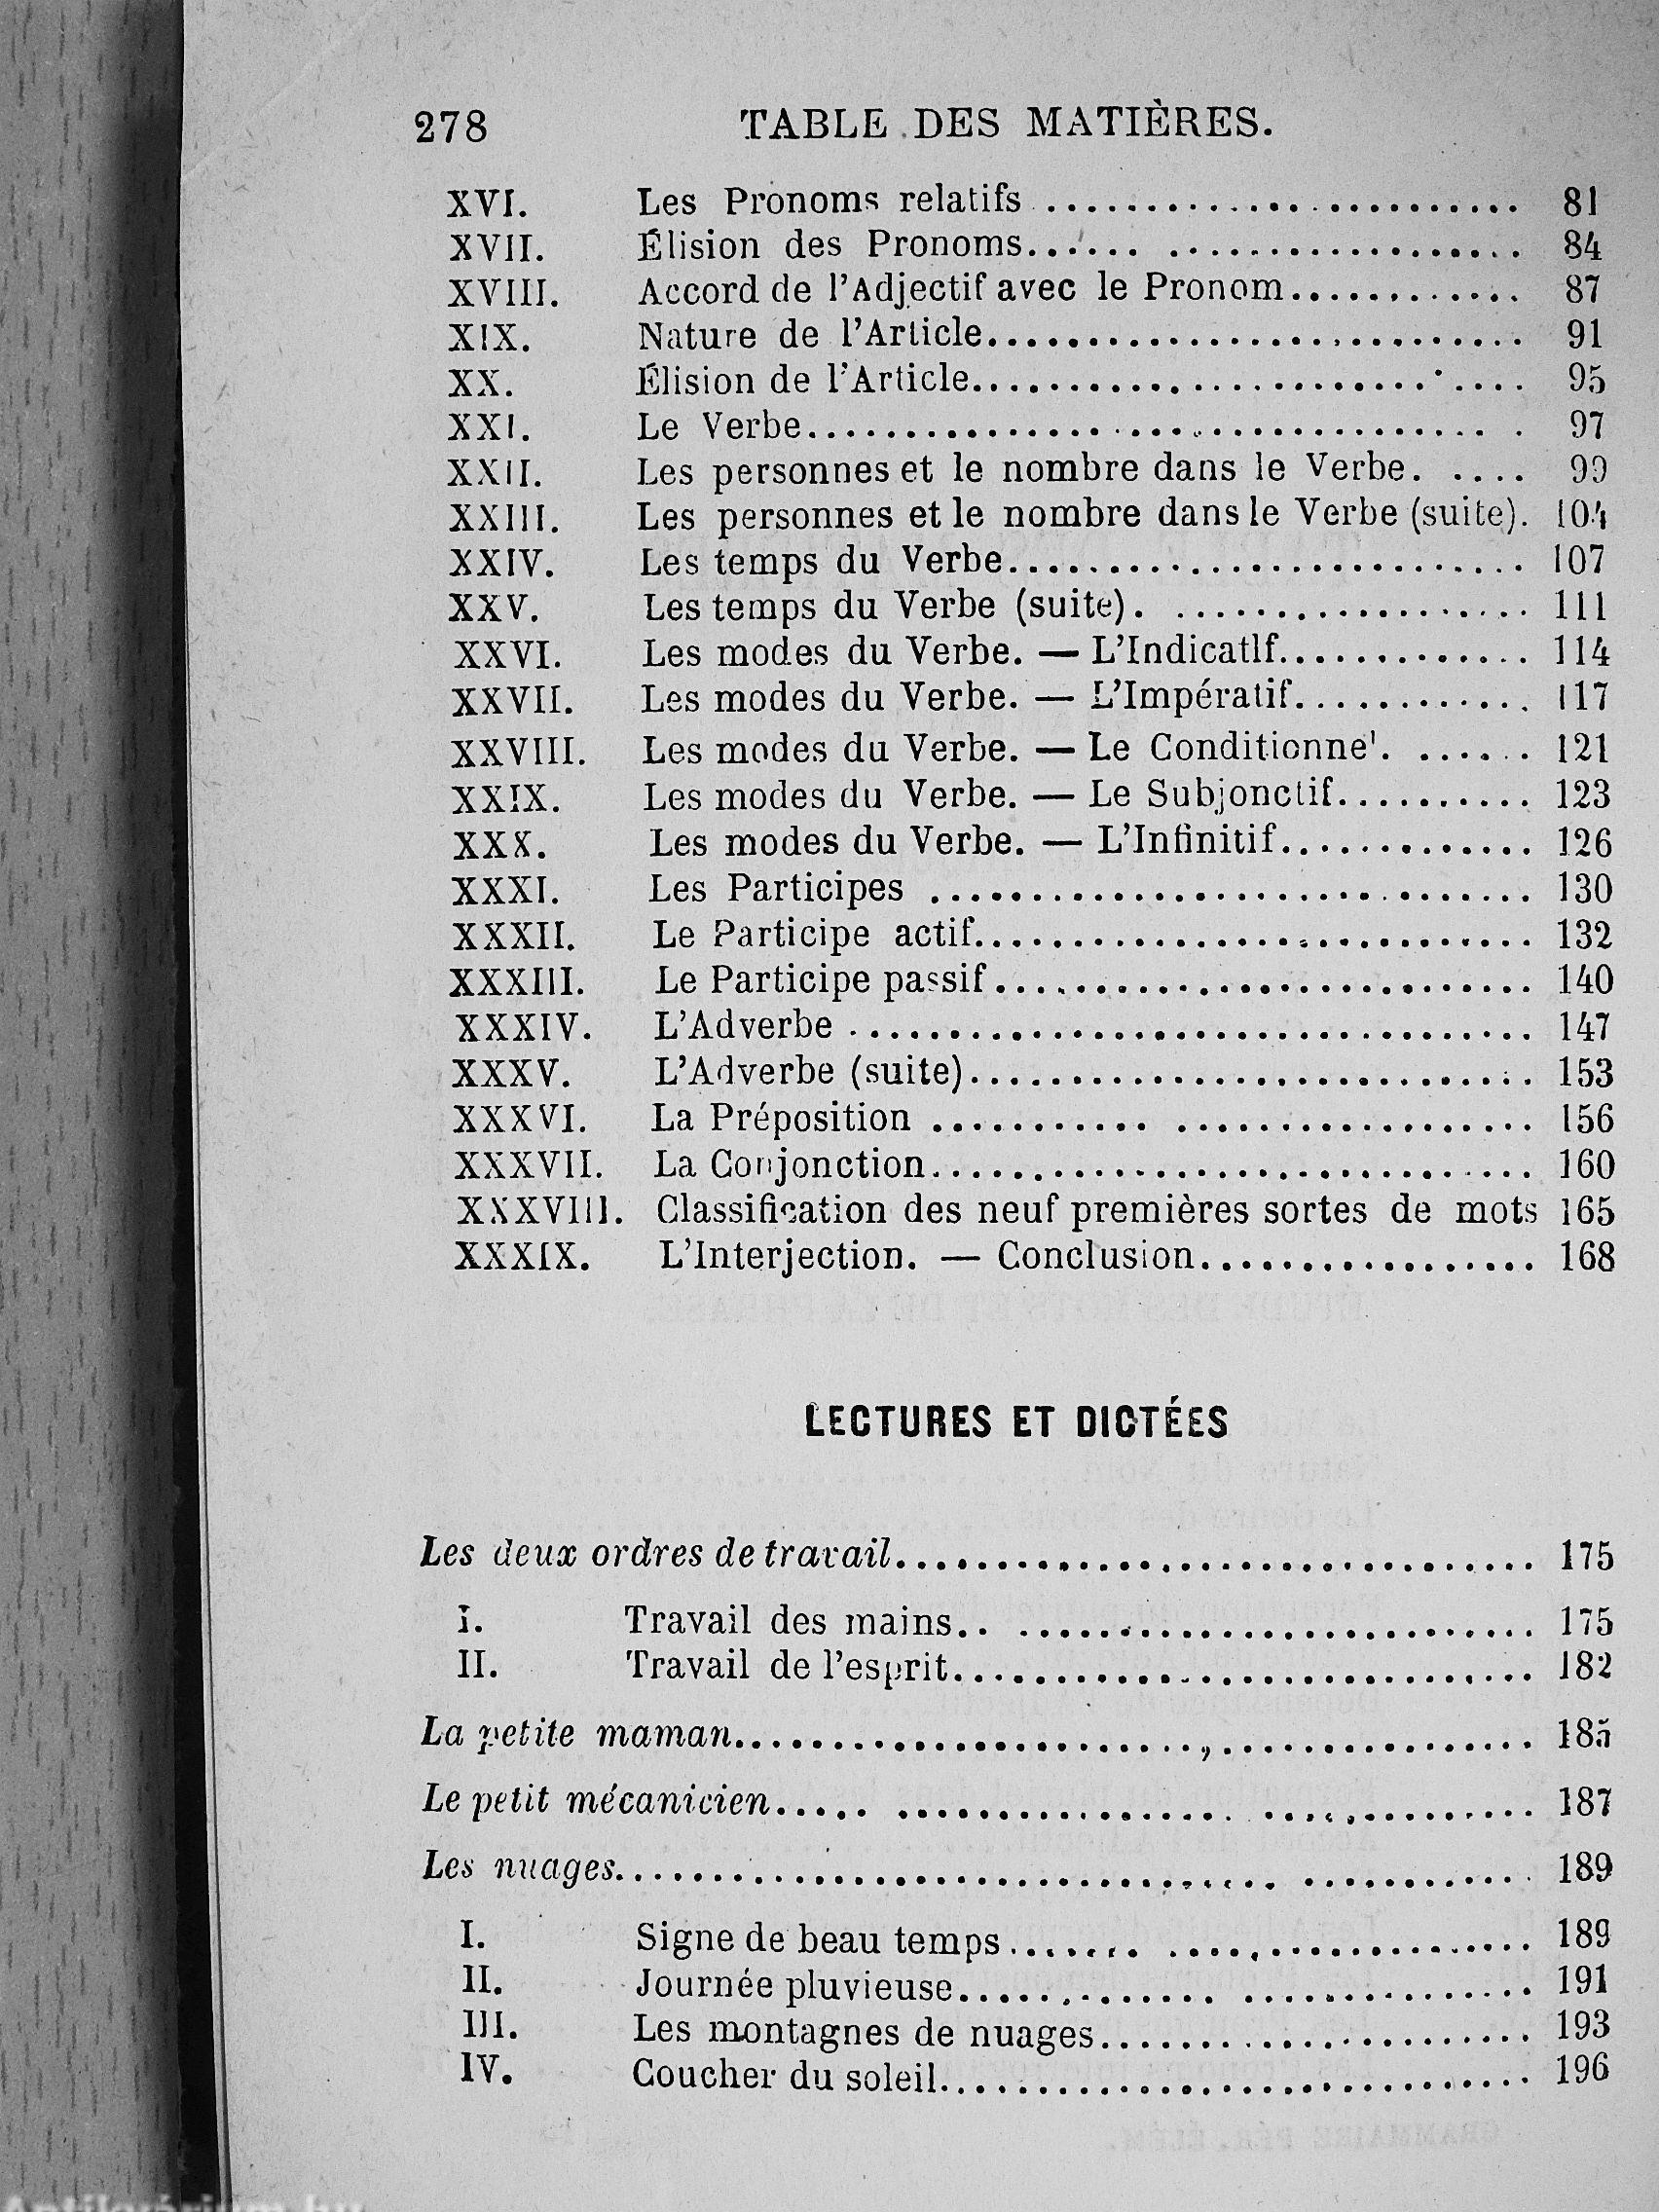 278 TABLE DES MATIÈRES.
XVI. Les Pronoms relatifs .......................... 81
XVII. Élision des Pronoms...... .................. 84
XVIII. Accord de l'Adjectif avec le Pronom............ 87
XIX. Nature de l'Article........................... 91
XX. Élision de l'Article............................ 95
XXI. Le Verbe.................................. . 97
XXII. Les personnes et le nombre dans le Verbe. .... 99
XXIII. Les personnes et le nombre dans le Verbe (suite). 104
XXIV. Les temps du Verbe.......................... 107
XXV. Les temps du Verbe (suite). .................. 111
XXVI. Les modes du Verbe. — L'Indicatif............. 114
XXVII. Les modes du Verbe. — L'Impératif............ 117
XXVIII. Les modes du Verbe. — Le Conditionnel. ...... 121
XXIX. Les modes du Verbe. — Le Subjonctif.......... 123
XXX. Les modes du Verbe. — L'Infinitif............. 126
XXXI. Les Participes .............................. 130
XXXII. Le Participe actif............................ 132
XXXIII. Le Participe passif........................... 140
XXXIV. L'Adverbe .................................. 147
XXXV. L'Adverbe (suite)............................ 153
XXXVI. La Préposition ........... .................. 156
XXXVII. La Conjonction.............................. 160
XXXVIII. Classification des neuf premières sortes de mots 165
XXXIX. L'Interjection. — Conclusion................. 168
LECTURES ET DICTÉES
Les deux ordres de travail................................ 175
I. Travail des mains.. .......................... 175
II. Travail de l'esprit............................. 182
La petite maman........................................ 185
Le petit mécanicien..... ................. .............. 187
Les nuages................................. ............ 189
I. Signe de beau temps....... ................... 189
II. Journée pluvieuse............. ............... 191
III. Les montagnes de nuages...................... 193
IV. Coucher du soleil.............................. 196